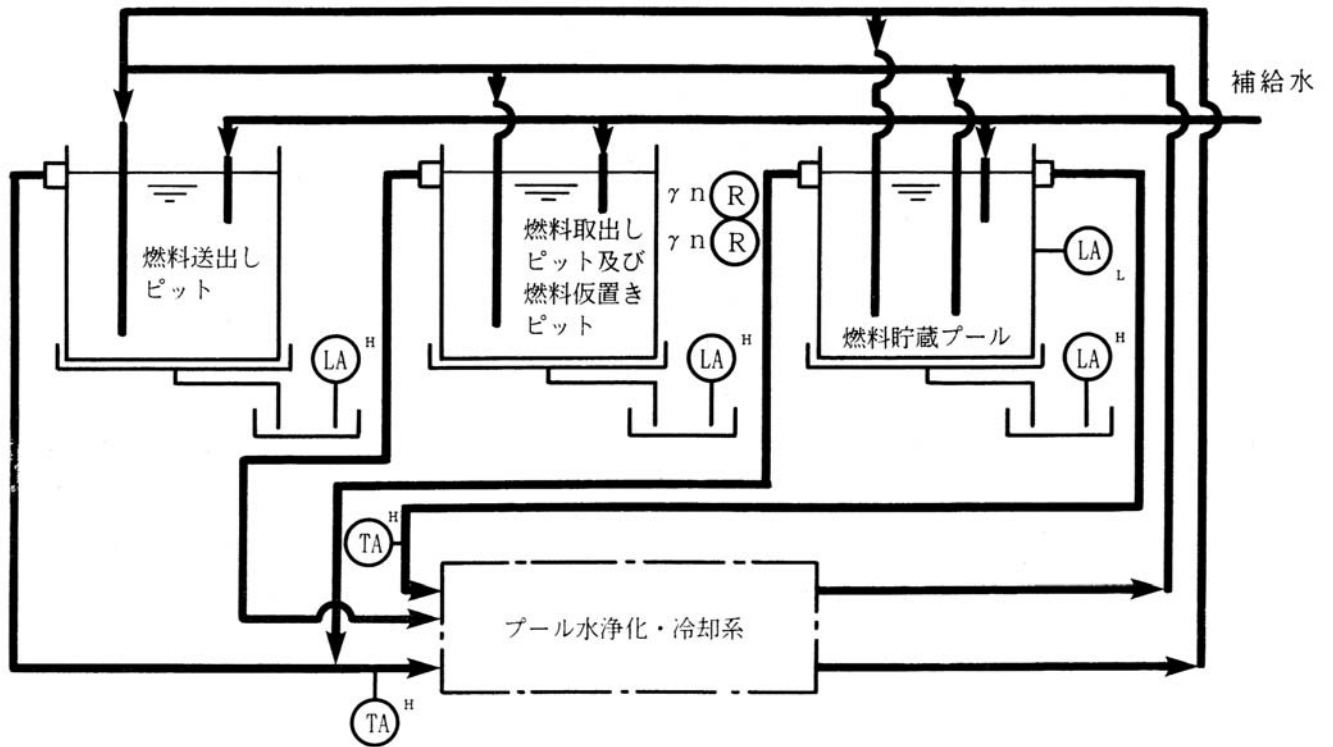 補給水
燃料送出し
ピット
燃料取出し
ピット及び
燃料仮置き
ピット
γn R
γn R
燃料貯蔵プール
LA L
LA H
LA H
LA H
TA H
プール水浄化・冷却系
TA H